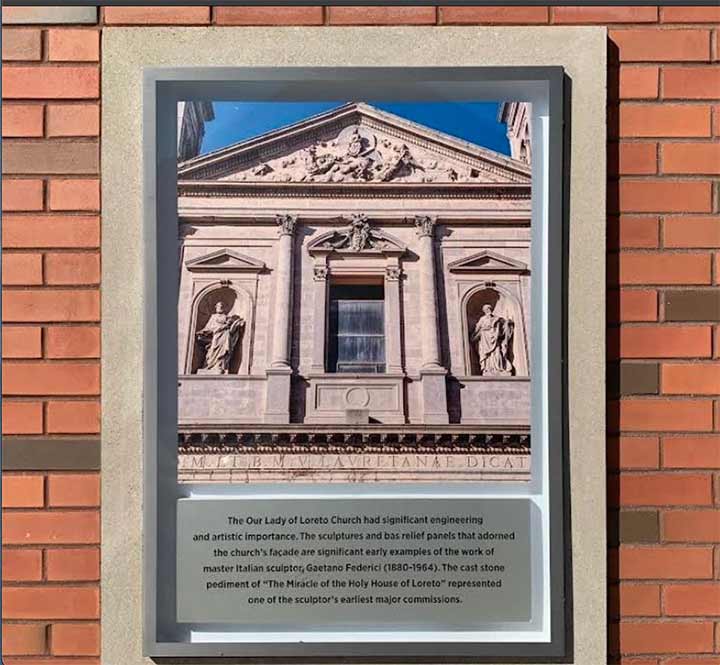 M. I. T. B. M. V. LAVRETANAE. DICAT
The Our Lady of Loreto Church had significant engineering
and artistic importance. The sculptures and bas relief panels that adorned
the church's façade are significant early examples of the work of
master Italian sculptor, Gaetano Federici (1880-1964). The cast stone
pediment of "The Miracle of the Holy House of Loreto" represented
one of the sculptor's earliest major commissions.